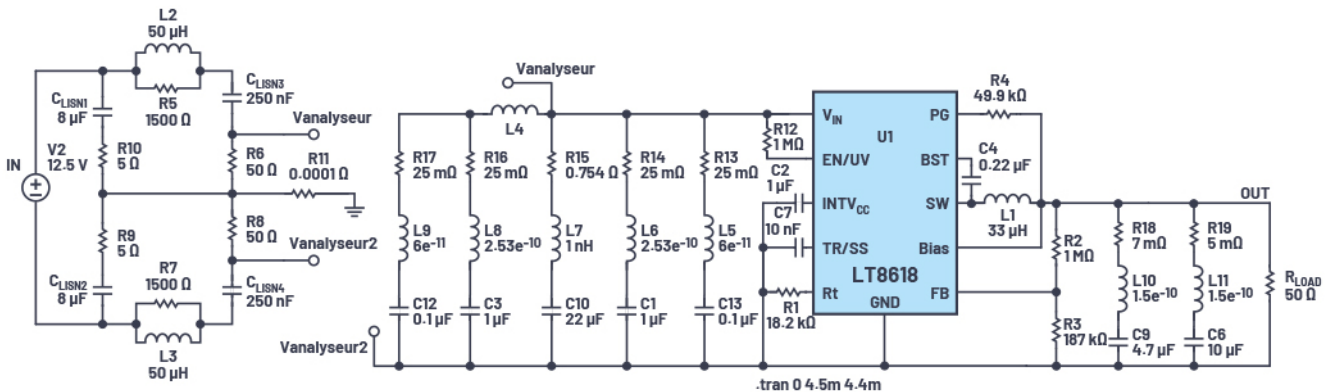 L2
50 µH
R5
1500 Ω
C_LISN1
8 µF
C_LISN3
250 nF
Vanalyseur
V2
12.5 V
IN
R10
5 Ω
R6
50 Ω
R11
0.0001 Ω
R9
5 Ω
R8
50 Ω
Vanalyseur2
C_LISN2
8 µF
R7
1500 Ω
C_LISN4
250 nF
L3
50 µH
Vanalyseur
L4
R17
25 mΩ
R16
25 mΩ
R15
0.754 Ω
R14
25 mΩ
R13
25 mΩ
L9
6e⁻¹¹
L8
2.53e⁻¹⁰
L7
1 nH
L6
2.53e⁻¹⁰
L5
6e⁻¹¹
C12
0.1 µF
C3
1 µF
C10
22 µF
C1
1 µF
C13
0.1 µF
Vanalyseur2
R12
1 MΩ
C2
1 µF
C7
10 nF
R1
18.2 kΩ
V_IN
PG
U1
EN/UV
BST
INTV_CC
SW
TR/SS
Bias
LT8618
Rt
FB
GND
R4
49.9 kΩ
C4
0.22 µF
L1
33 µH
OUT
R2
1 MΩ
R18
7 mΩ
R19
5 mΩ
L10
1.5e⁻¹⁰
L11
1.5e⁻¹⁰
R_LOAD
50 Ω
R3
187 kΩ
C9
4.7 µF
C6
10 µF
.tran 0 4.5m 4.4m